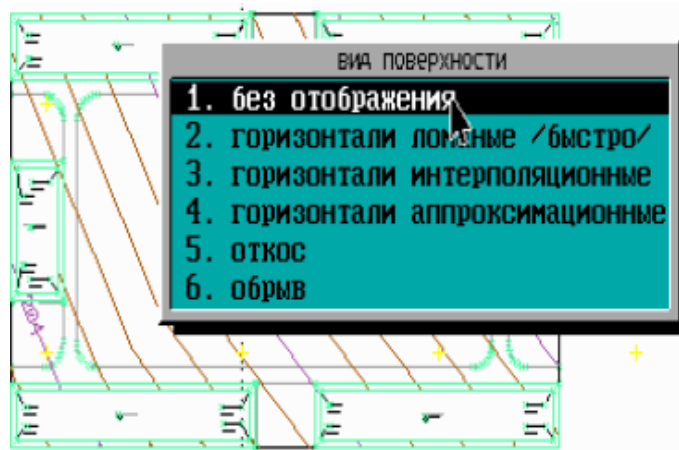 вид поверхности
1. без отображения
2. горизонтали ломаные /быстро/
3. горизонтали интерполяционные
4. горизонтали аппроксимационные
5. откос
6. обрыв